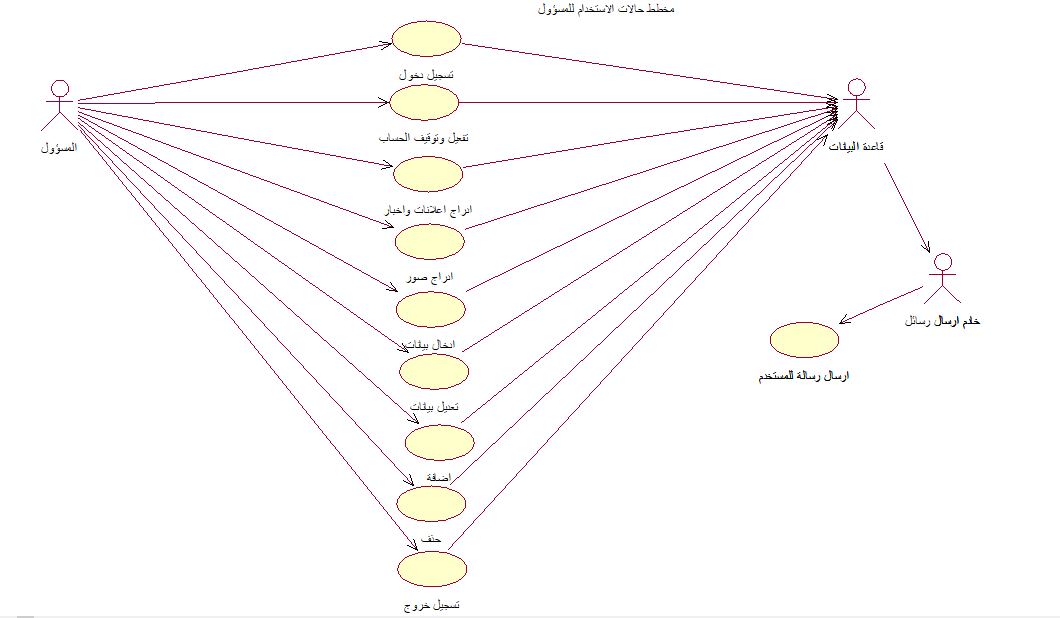 مخطط حالات الاستخدام للمسؤول
تسجيل دخول
المسؤول
تفعيل وتوقيف الحساب
قاعدة البيانات
ادراج اعلانات واخبار
ادراج صور
خادم ارسال رسائل
ادخال بيانات
ارسال رسالة للمستخدم
تعديل بيانات
اضافة
حذف
تسجيل خروج